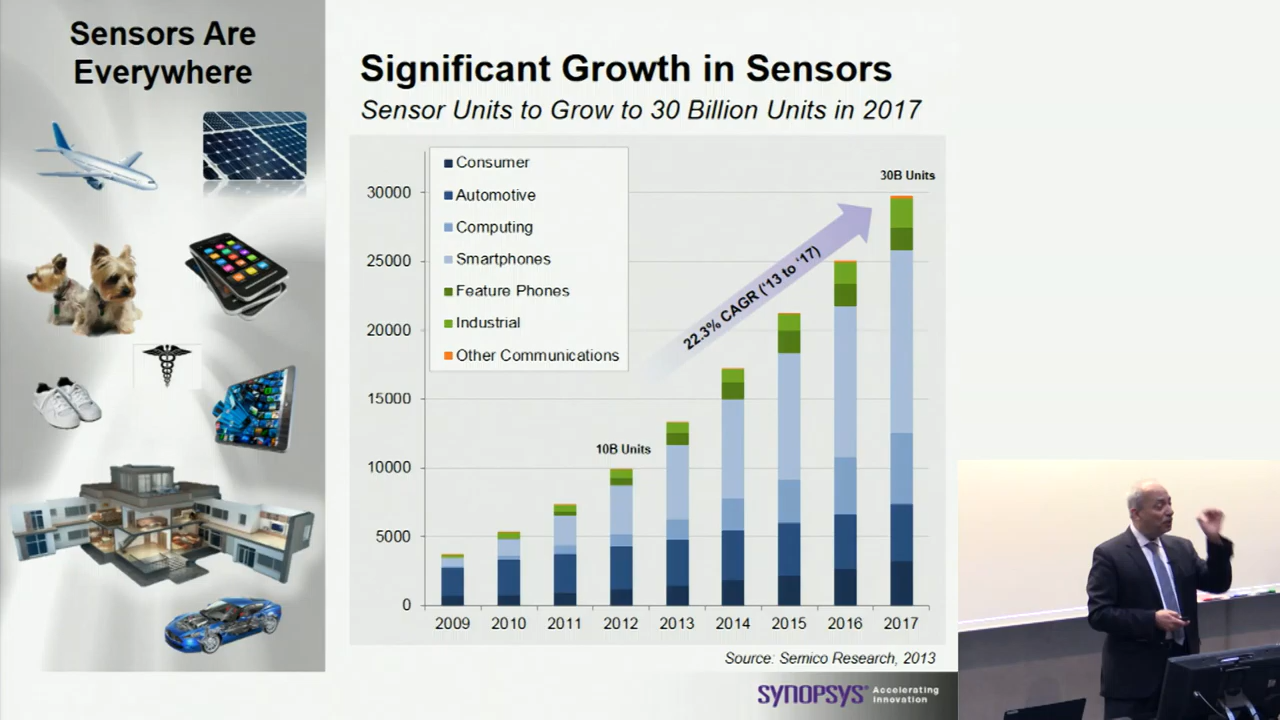 Sensors Are
Everywhere
Significant Growth in Sensors
Sensor Units to Grow to 30 Billion Units in 2017
Consumer
Automotive
Computing
Smartphones
Feature Phones
Industrial
Other Communications
30B Units
22.3% CAGR ('13 to '17)
10B Units
30000
25000
20000
15000
10000
5000
0
2009 2010 2011 2012 2013 2014 2015 2016 2017
Source: Semico Research, 2013
SYNOPSYS® Accelerating
Innovation